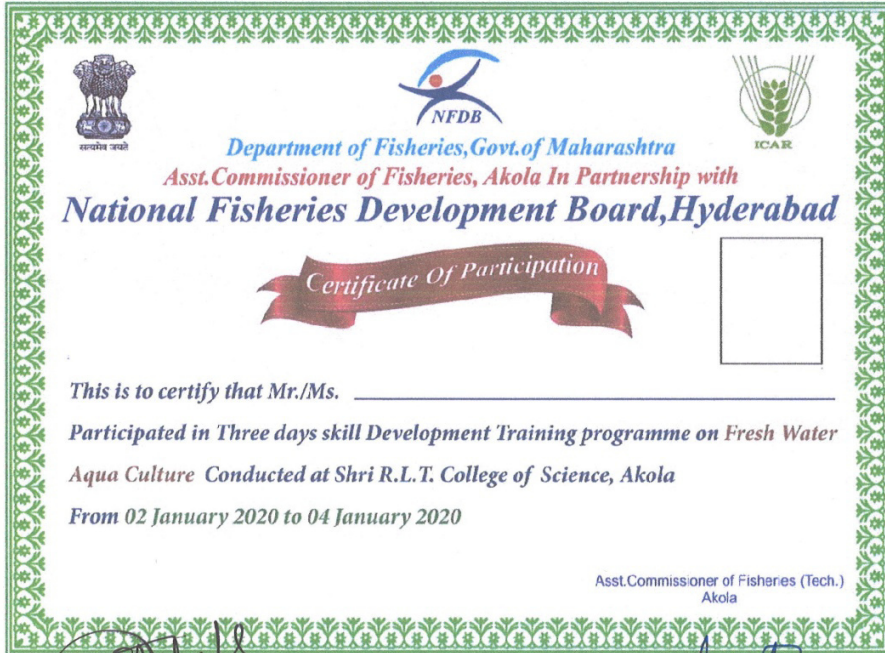 सत्यमेव जयते
NFDB
ICAR
Department of Fisheries,Govt.of Maharashtra
Asst.Commissioner of Fisheries, Akola In Partnership with
National Fisheries Development Board,Hyderabad
Certificate Of Participation
This is to certify that Mr./Ms.
Participated in Three days skill Development Training programme on Fresh Water
Aqua Culture Conducted at Shri R.L.T. College of Science, Akola
From 02 January 2020 to 04 January 2020
Asst.Commissioner of Fisheries (Tech.)
Akola